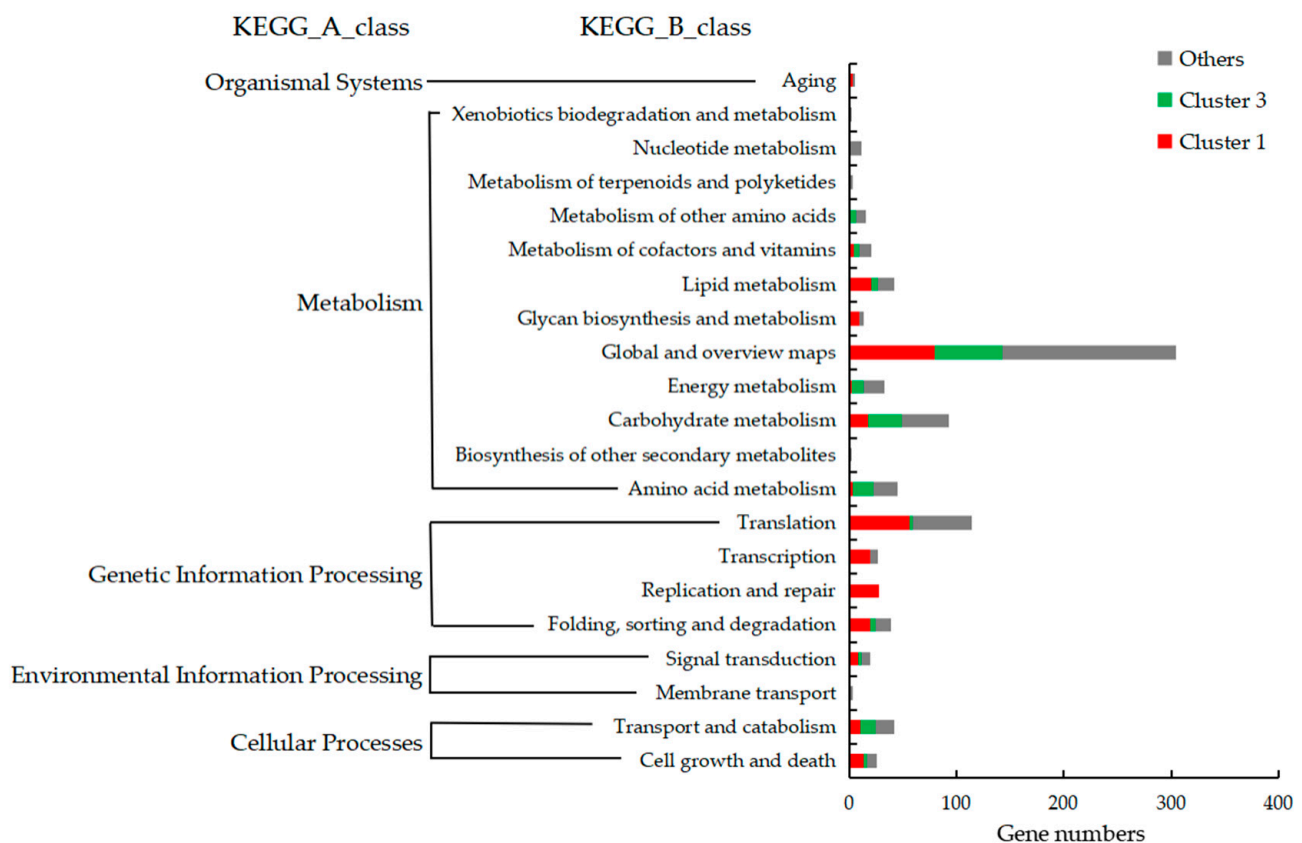 KEGG_A_class
KEGG_B_class
Others
Cluster 3
Cluster 1
Organismal Systems
Aging
Metabolism
Xenobiotics biodegradation and metabolism
Nucleotide metabolism
Metabolism of terpenoids and polyketides
Metabolism of other amino acids
Metabolism of cofactors and vitamins
Lipid metabolism
Glycan biosynthesis and metabolism
Global and overview maps
Energy metabolism
Carbohydrate metabolism
Biosynthesis of other secondary metabolites
Amino acid metabolism
Genetic Information Processing
Translation
Transcription
Replication and repair
Folding, sorting and degradation
Environmental Information Processing
Signal transduction
Membrane transport
Cellular Processes
Transport and catabolism
Cell growth and death
0 100 200 300 400
Gene numbers